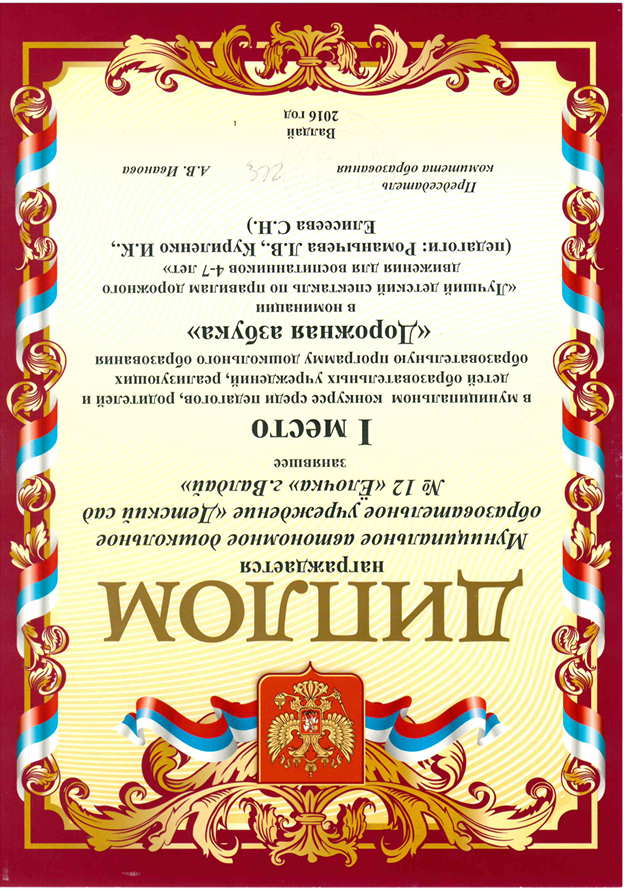 ДИПЛОМ
награждается
Муниципальное автономное дошкольное
образовательное учреждение «Детский сад
№ 12 «Ёлочка» г.Валдай»
занявшее
I место
в муниципальном конкурсе среди педагогов, родителей и
детей образовательных учреждений, реализующих
образовательную программу дошкольного образования
«Дорожная азбука»
в номинации
«Лучший детский спектакль по правилам дорожного
движения для воспитанников 4-7 лет»
(педагоги: Романычева Л.В., Куриленко И.К.,
Елисеева С.Н.)
Председатель
комитета образования А.В. Иванова
Валдай
2016 год